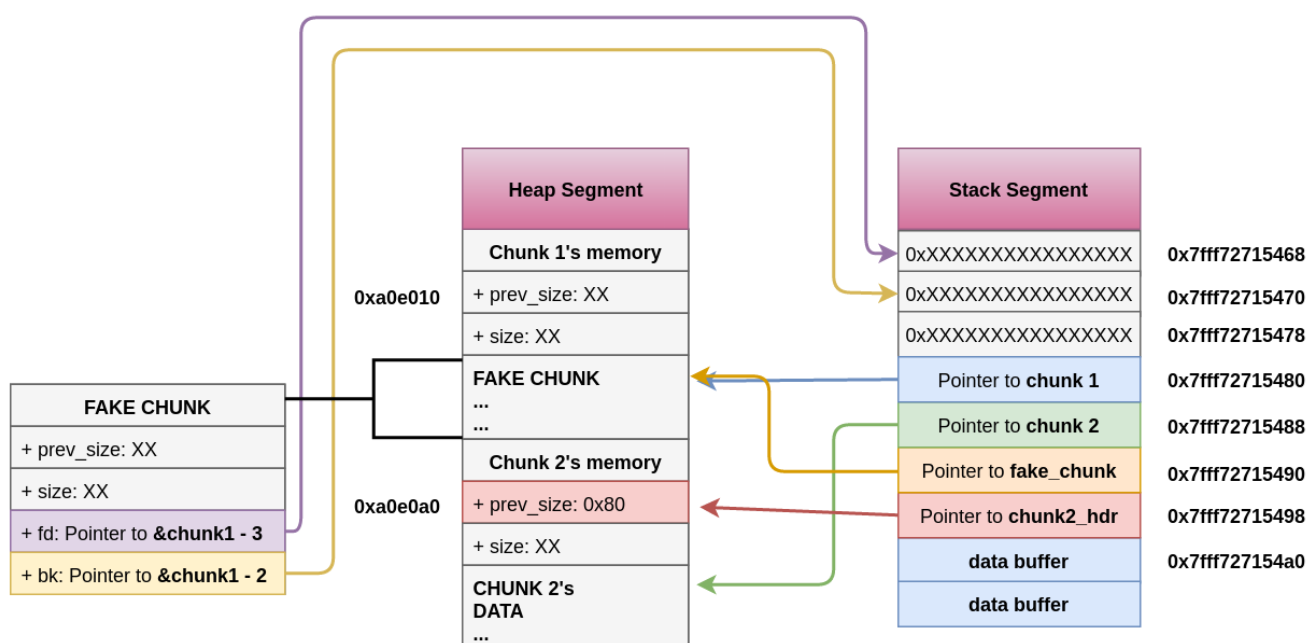 Heap Segment
Stack Segment
Chunk 1's memory
0xa0e010
+ prev_size: XX
+ size: XX
FAKE CHUNK
...
...
Chunk 2's memory
0xa0e0a0
+ prev_size: 0x80
+ size: XX
CHUNK 2's
DATA
...
FAKE CHUNK
+ prev_size: XX
+ size: XX
+ fd: Pointer to &chunk1 - 3
+ bk: Pointer to &chunk1 - 2
0xXXXXXXXXXXXXXXXX 0x7fff72715468
0xXXXXXXXXXXXXXXXX 0x7fff72715470
0xXXXXXXXXXXXXXXXX 0x7fff72715478
Pointer to chunk 1 0x7fff72715480
Pointer to chunk 2 0x7fff72715488
Pointer to fake_chunk 0x7fff72715490
Pointer to chunk2_hdr 0x7fff72715498
data buffer 0x7fff727154a0
data buffer